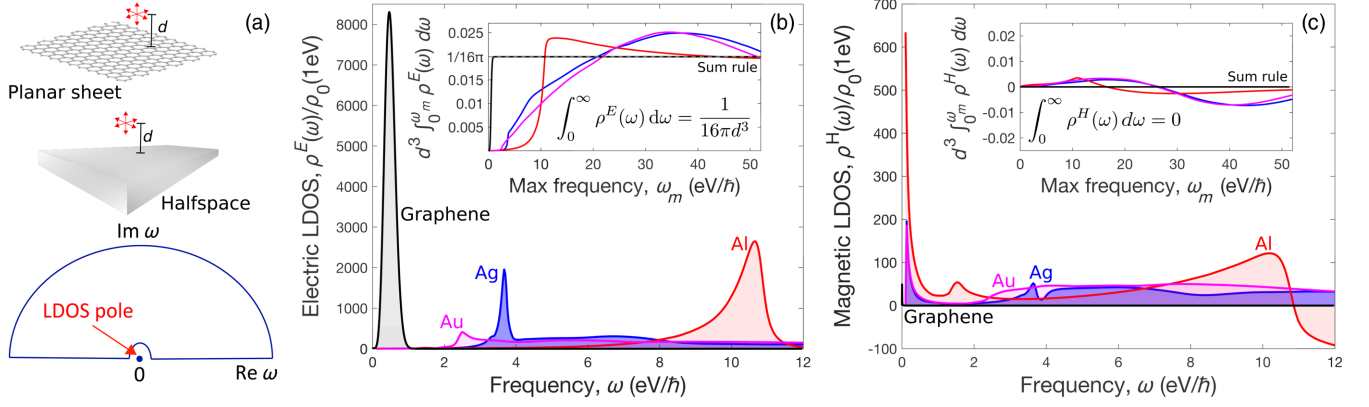 (a)
d
Planar sheet
d
Halfspace
Im ω
LDOS pole
0
Re ω
(b)
Electric LDOS, ρ^E(ω)/ρ_0(1eV)
8000
7000
6000
5000
4000
3000
2000
1000
0
0
2
4
6
8
10
12
Frequency, ω (eV/ħ)
Graphene
Au
Ag
Al
d^3 ∫_0^ω_m ρ^E(ω) dω
0.025
1/16π
0.015
0.01
0.005
0
10
20
30
40
50
Max frequency, ω_m (eV/ħ)
Sum rule
∫_0^∞ ρ^E(ω) dω = 1/(16πd^3)
(c)
Magnetic LDOS, ρ^H(ω)/ρ_0(1eV)
700
600
500
400
300
200
100
0
-100
0
2
4
6
8
10
12
Frequency, ω (eV/ħ)
Graphene
Au
Ag
Al
d^3 ∫_0^ω_m ρ^H(ω) dω
0.02
0.01
0
-0.01
-0.02
0
10
20
30
40
50
Max frequency, ω_m (eV/ħ)
Sum rule
∫_0^∞ ρ^H(ω) dω = 0